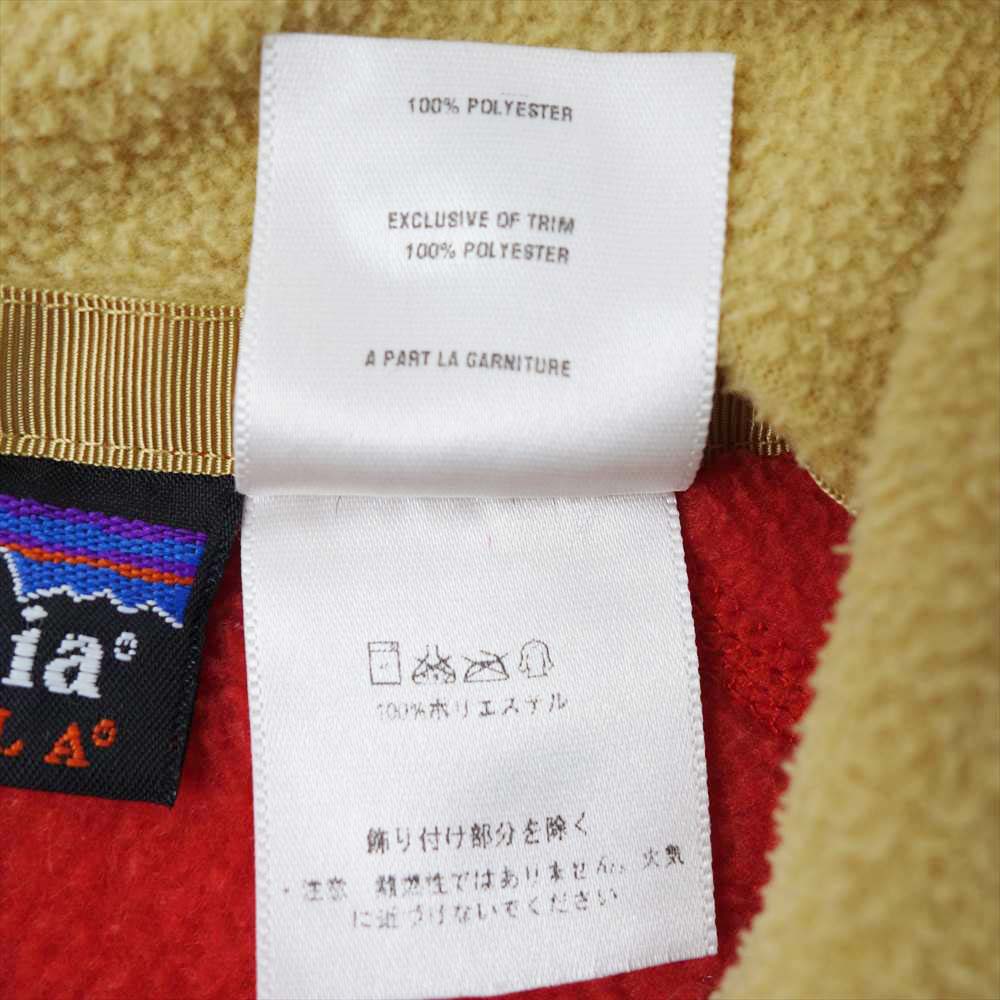 100% POLYESTER
EXCLUSIVE OF TRIM
100% POLYESTER
A PART LA GARNITURE
ia®
L A®
100%ポリエステル
飾り付け部分を除く
・注意 難燃性ではありません。火気
に近づけないでください